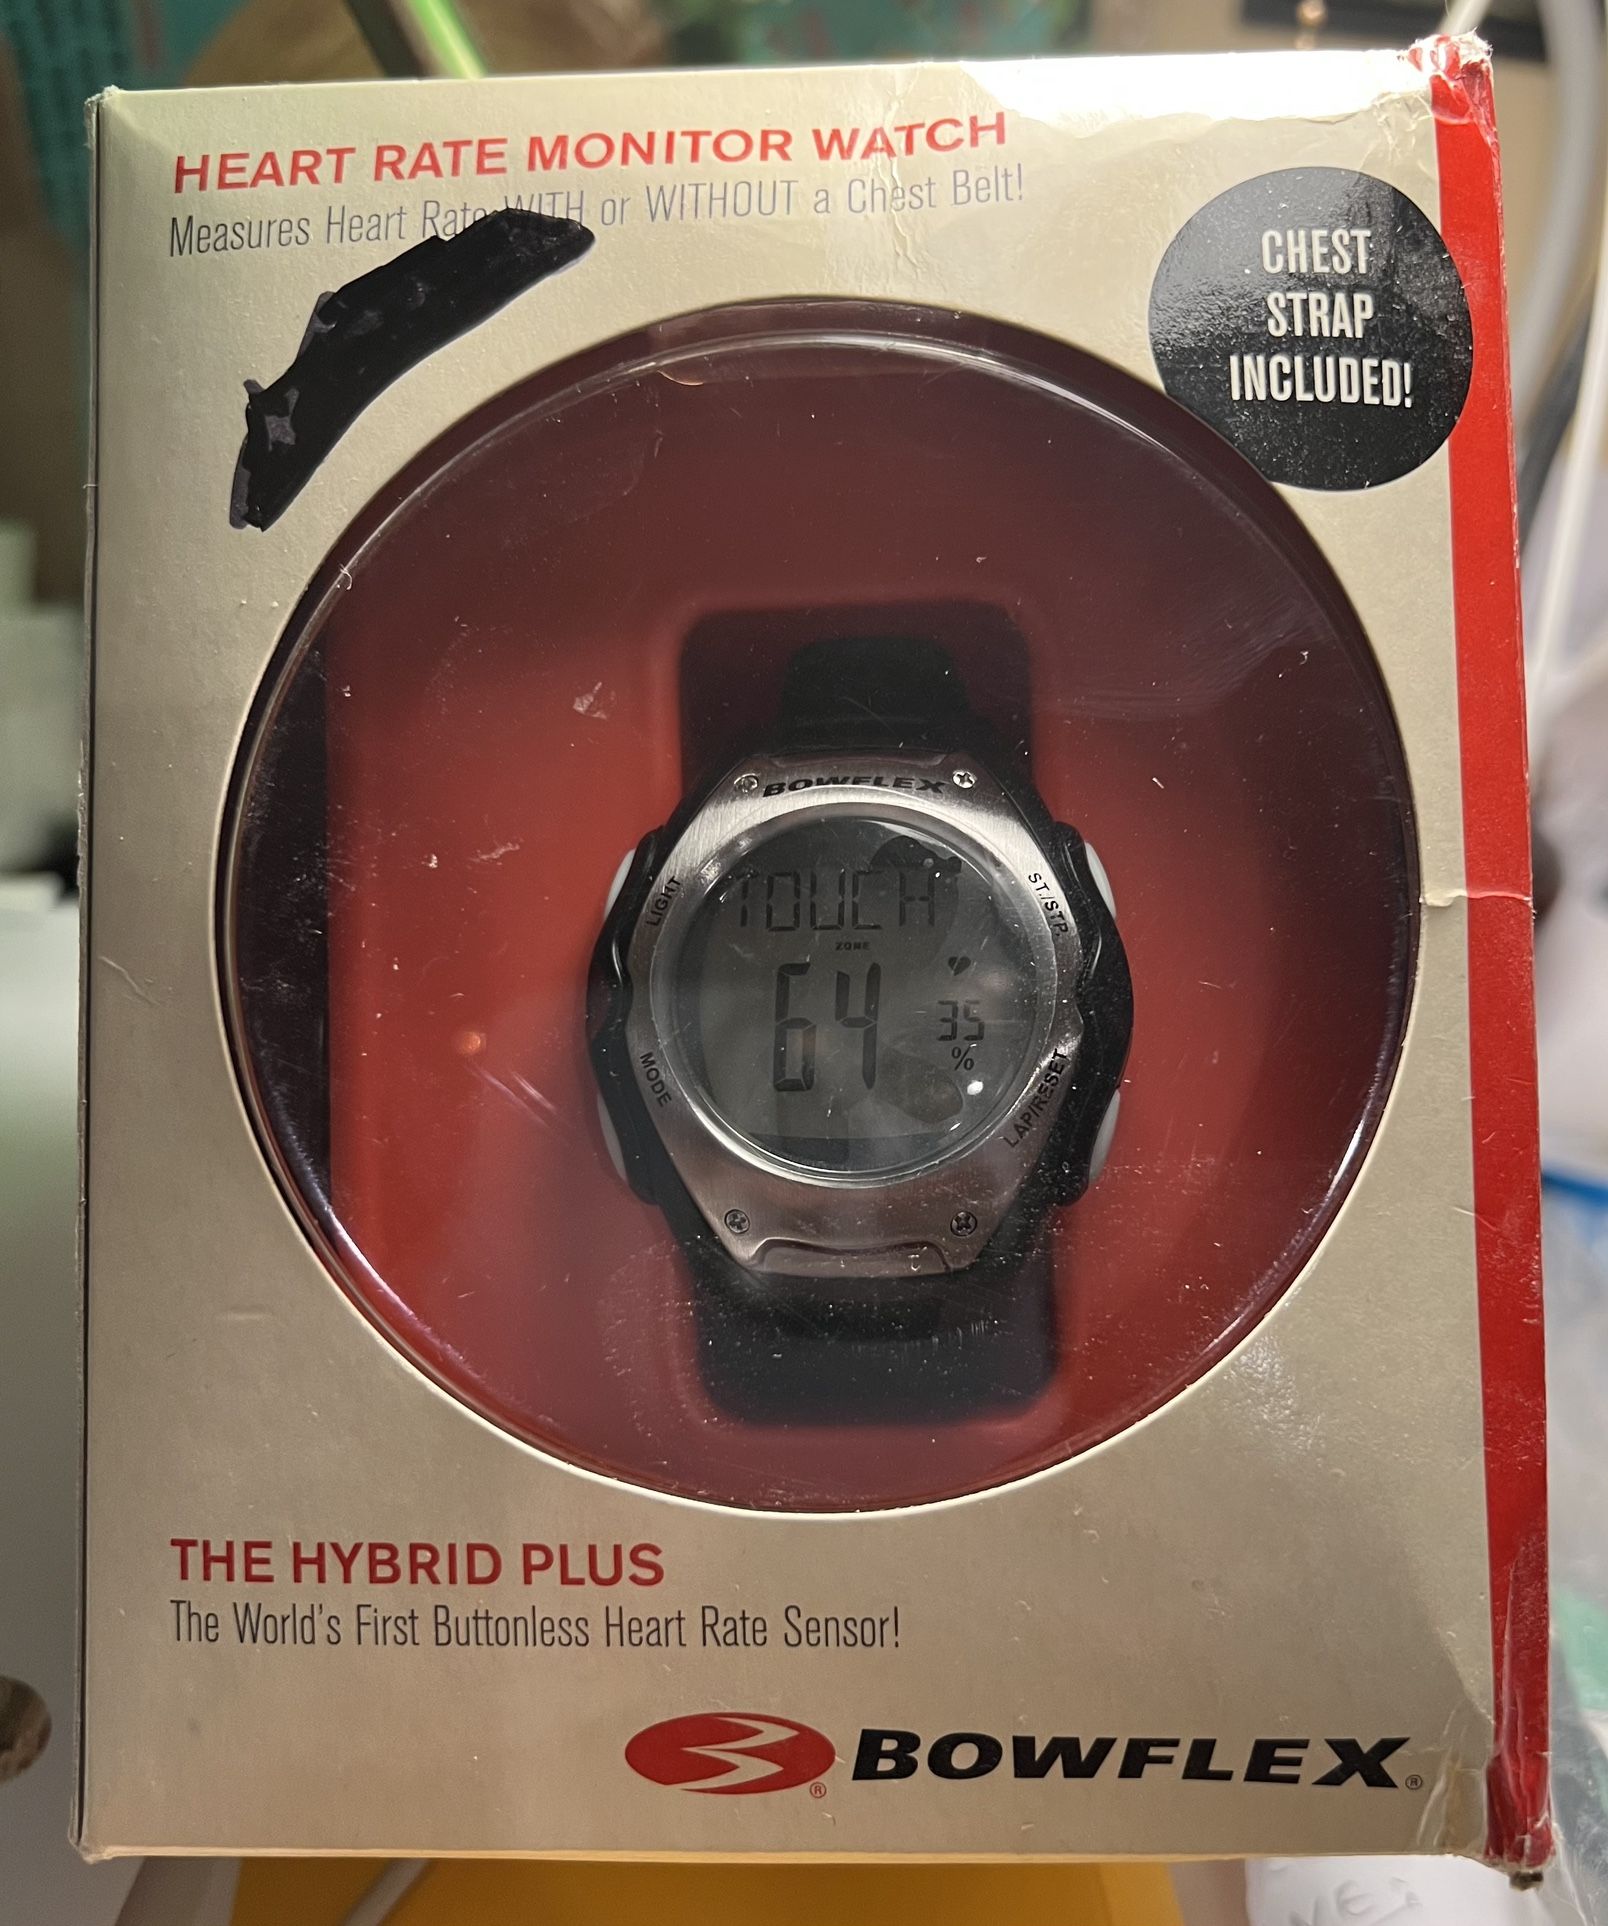 HEART RATE MONITOR WATCH
Measures Heart Rate WITH or WITHOUT a Chest Belt!
CHEST
STRAP
INCLUDED!
BOWFLEX
LIGHT
ST./STP.
TOUCH
ZONE
64
35
%
MODE
LAP/RESET
THE HYBRID PLUS
The World's First Buttonless Heart Rate Sensor!
® BOWFLEX®